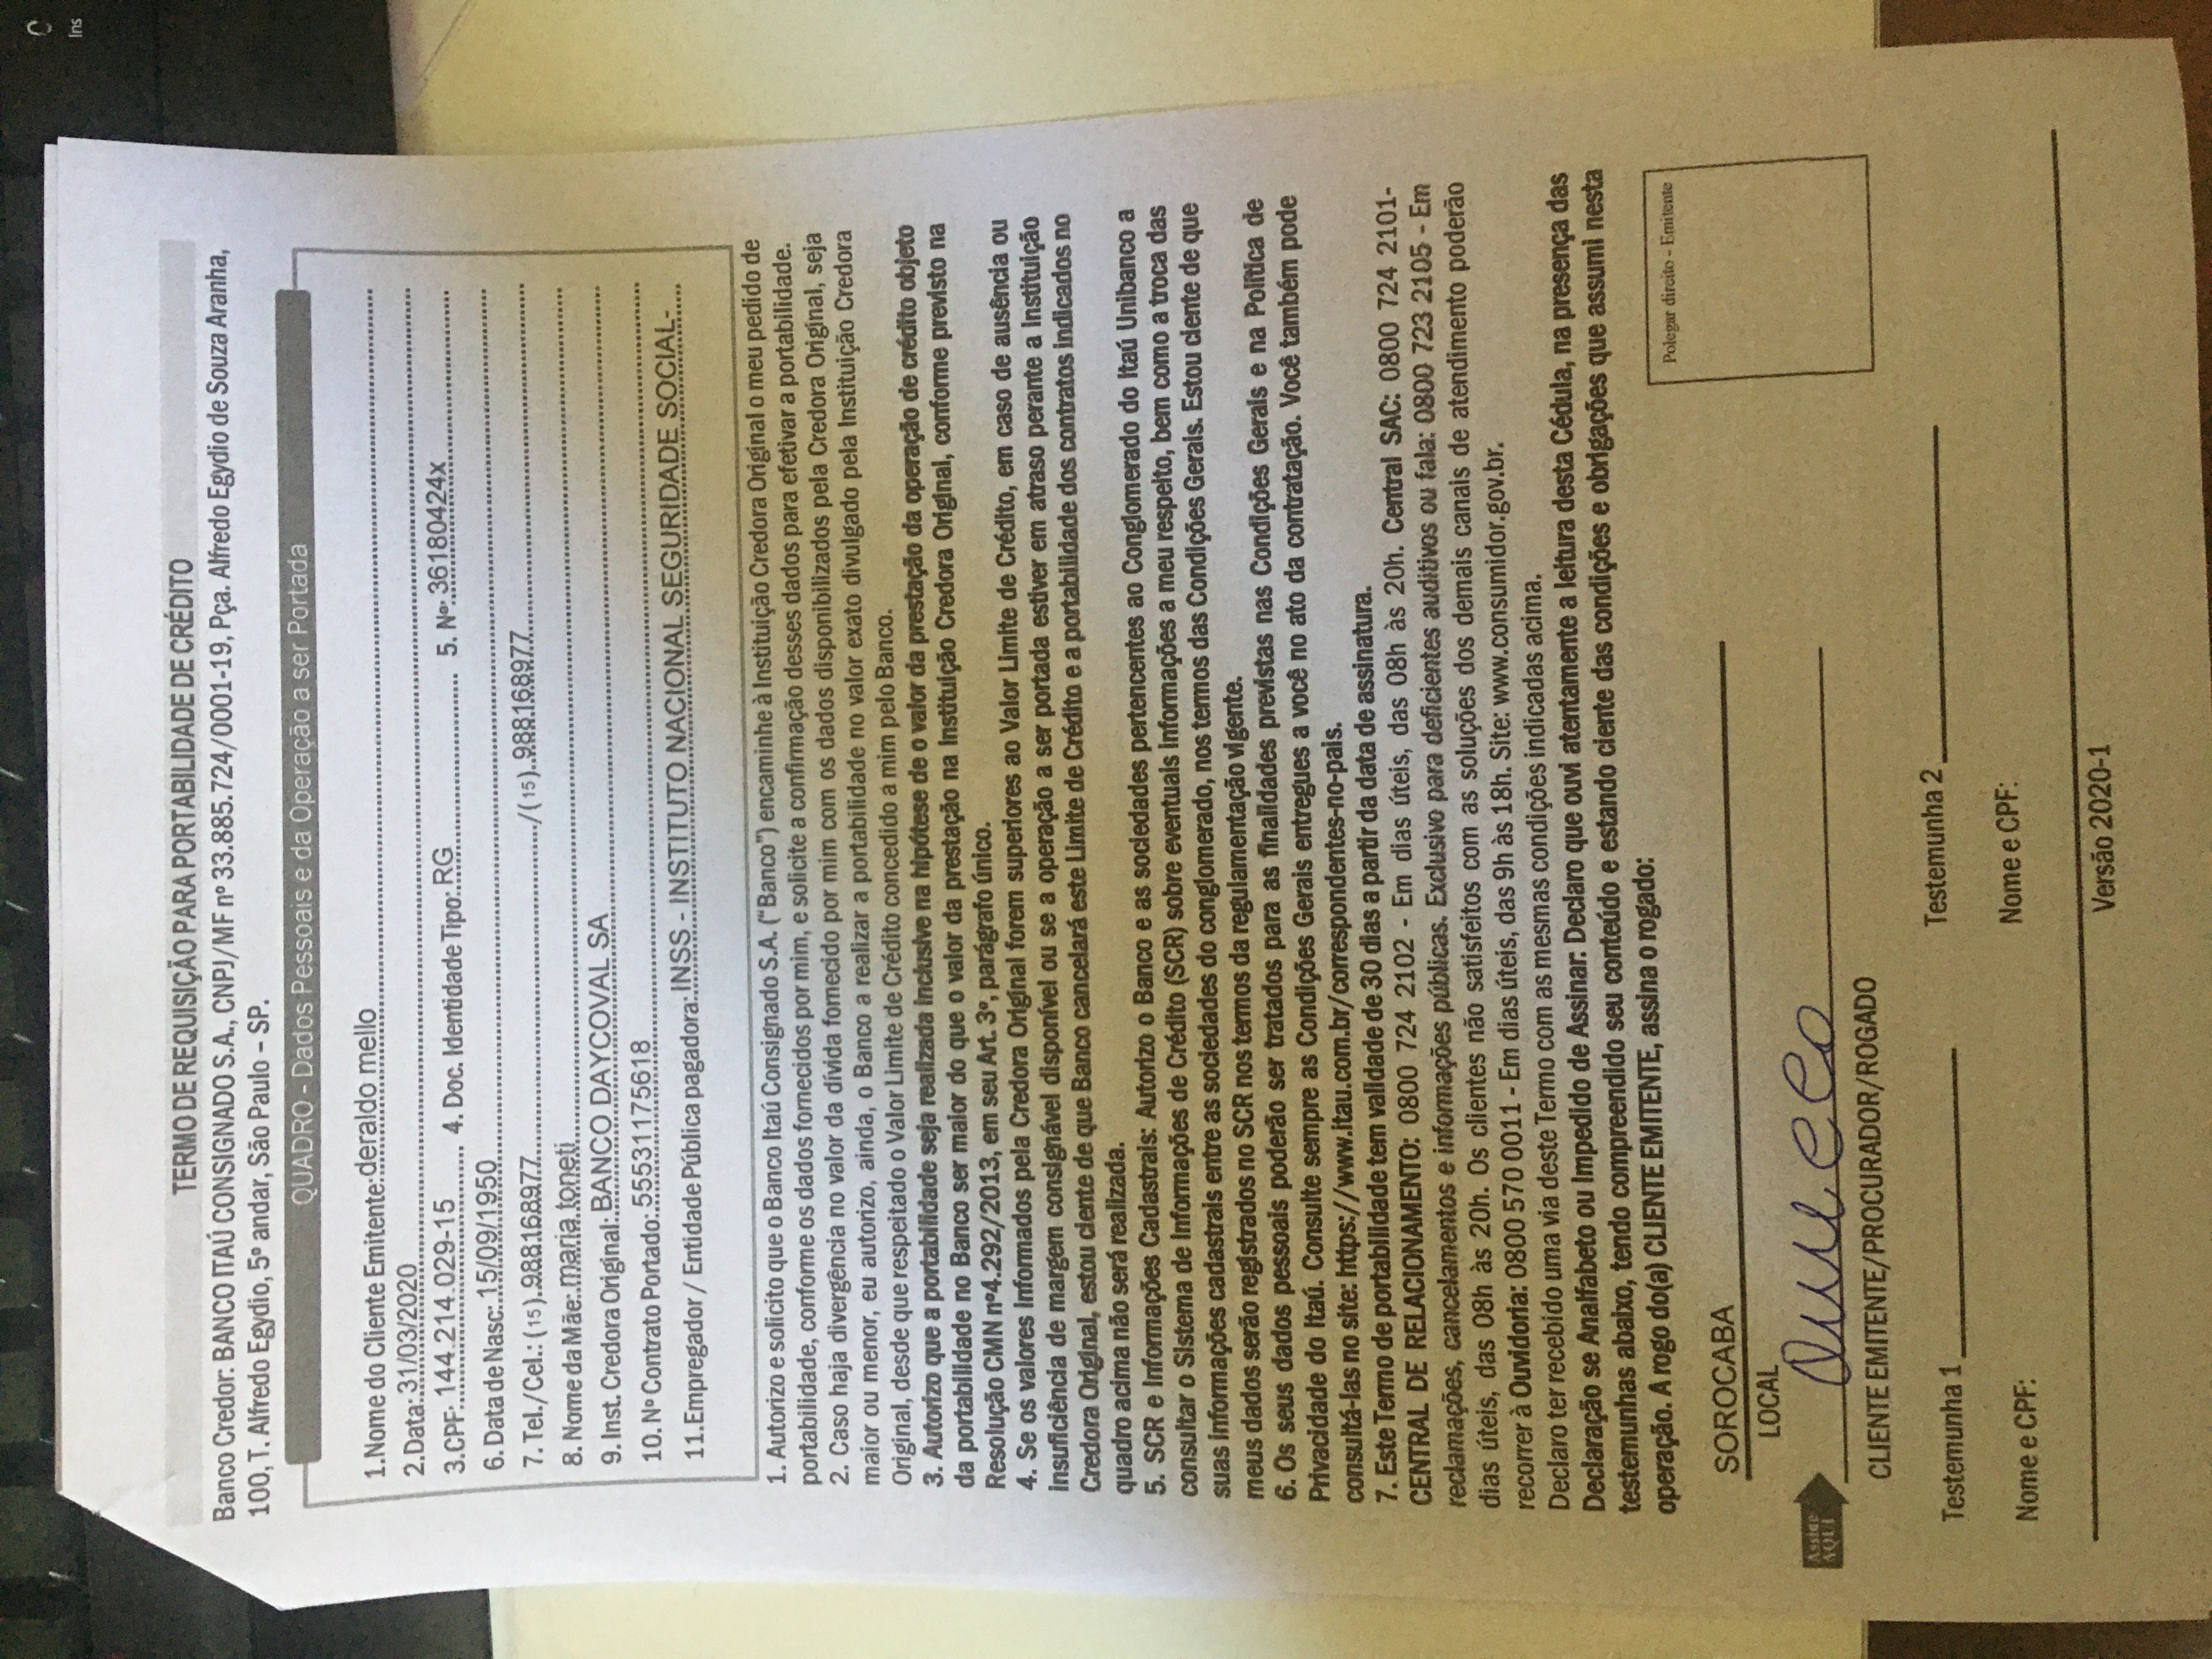 Ins
TERMO DE REQUISIÇÃO PARA PORTABILIDADE DE CRÉDITO
Banco Credor: BANCO ITAÚ CONSIGNADO S.A., CNPJ/MF nº 33.885.724/0001-19, Pça. Alfredo Egydio de Souza Aranha,
100, T. Alfredo Egydio, 5º andar, São Paulo – SP.
QUADRO - Dados Pessoais e da Operação a ser Portada
1.Nome do Cliente Emitente: deraldo mello
2.Data: 31/03/2020
3.CPF: 144.214.029-15 4. Doc. Identidade Tipo: RG 5. Nº: 36180424x
6. Data de Nasc: 15/09/1950
7. Tel./Cel.: (15) 988168977 /(15) 988168977
8. Nome da Mãe: maria toneti
9. Inst. Credora Original: BANCO DAYCOVAL SA
10. Nº Contrato Portado: 55531175618
11.Empregador / Entidade Pública pagadora: INSS - INSTITUTO NACIONAL SEGURIDADE SOCIAL-
1. Autorizo e solicito que o Banco Itaú Consignado S.A. (“Banco”) encaminhe à Instituição Credora Original o meu pedido de
portabilidade, conforme os dados fornecidos por mim, e solicite a confirmação desses dados para efetivar a portabilidade.
2. Caso haja divergência no valor da dívida fornecido por mim com os dados disponibilizados pela Credora Original, seja
maior ou menor, eu autorizo, ainda, o Banco a realizar a portabilidade no valor exato divulgado pela Instituição Credora
Original, desde que respeitado o Valor Limite de Crédito concedido a mim pelo Banco.
3. Autorizo que a portabilidade seja realizada inclusive na hipótese de o valor da prestação da operação de crédito objeto
da portabilidade no Banco ser maior do que o valor da prestação na Instituição Credora Original, conforme previsto na
Resolução CMN nº4.292/2013, em seu Art. 3º, parágrafo único.
4. Se os valores informados pela Credora Original forem superiores ao Valor Limite de Crédito, em caso de ausência ou
insuficiência de margem consignável disponível ou se a operação a ser portada estiver em atraso perante a Instituição
Credora Original, estou ciente de que Banco cancelará este Limite de Crédito e a portabilidade dos contratos indicados no
quadro acima não será realizada.
5. SCR e Informações Cadastrais: Autorizo o Banco e as sociedades pertencentes ao Conglomerado do Itaú Unibanco a
consultar o Sistema de Informações de Crédito (SCR) sobre eventuais informações a meu respeito, bem como a troca das
suas informações cadastrais entre as sociedades do conglomerado, nos termos das Condições Gerais. Estou ciente de que
meus dados serão registrados no SCR nos termos da regulamentação vigente.
6. Os seus dados pessoais poderão ser tratados para as finalidades previstas nas Condições Gerais e na Política de
Privacidade do Itaú. Consulte sempre as Condições Gerais entregues a você no ato da contratação. Você também pode
consultá-las no site: https://www.itau.com.br/correspondentes-no-pais.
7. Este Termo de portabilidade tem validade de 30 dias a partir da data de assinatura.
CENTRAL DE RELACIONAMENTO: 0800 724 2102 - Em dias úteis, das 08h às 20h. Central SAC: 0800 724 2101-
reclamações, cancelamentos e informações públicas. Exclusivo para deficientes auditivos ou fala: 0800 723 2105 - Em
dias úteis, das 08h às 20h. Os clientes não satisfeitos com as soluções dos demais canais de atendimento poderão
recorrer à Ouvidoria: 0800 570 0011 - Em dias úteis, das 9h às 18h. Site: www.consumidor.gov.br.
Declaro ter recebido uma via deste Termo com as mesmas condições indicadas acima.
Declaração se Analfabeto ou Impedido de Assinar: Declaro que ouvi atentamente a leitura desta Cédula, na presença das
testemunhas abaixo, tendo compreendido seu conteúdo e estando ciente das condições e obrigações que assumi nesta
operação. A rogo do(a) CLIENTE EMITENTE, assina o rogado:
Polegar direito - Emitente
SOROCABA
LOCAL
Assine
AQUI
CLIENTE EMITENTE/PROCURADOR/ROGADO
Testemunha 1
Testemunha 2
Nome e CPF:
Nome e CPF:
Versão 2020-1